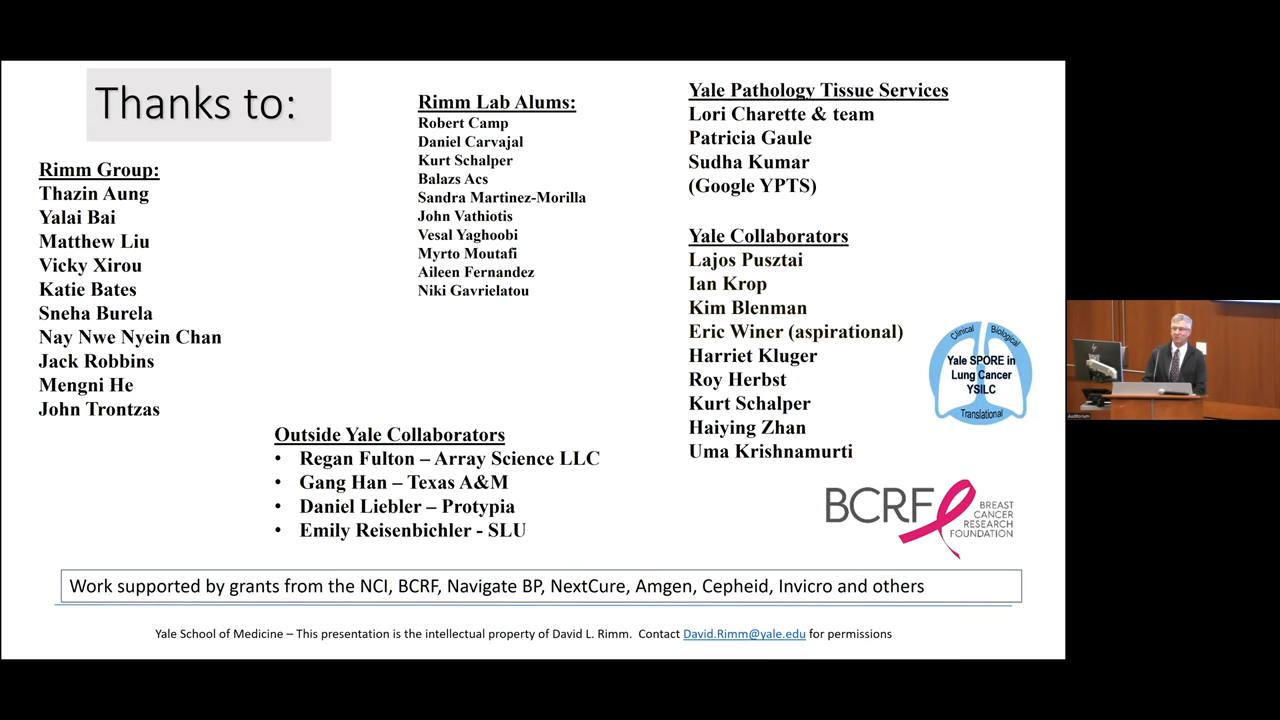 Thanks to:
Rimm Group:
Thazin Aung
Yalai Bai
Matthew Liu
Vicky Xirou
Katie Bates
Sneha Burela
Nay Nwe Nyein Chan
Jack Robbins
Mengni He
John Trontzas
Rimm Lab Alums:
Robert Camp
Daniel Carvajal
Kurt Schalper
Balazs Acs
Sandra Martinez-Morilla
John Vathiotis
Vesal Yaghoobi
Myrto Moutafi
Aileen Fernandez
Niki Gavrielatou
Outside Yale Collaborators
• Regan Fulton – Array Science LLC
• Gang Han – Texas A&M
• Daniel Liebler – Protypia
• Emily Reisenbichler - SLU
Yale Pathology Tissue Services
Lori Charette & team
Patricia Gaule
Sudha Kumar
(Google YPTS)
Yale Collaborators
Lajos Pusztai
Ian Krop
Kim Blenman
Eric Winer (aspirational)
Harriet Kluger
Roy Herbst
Kurt Schalper
Haiying Zhan
Uma Krishnamurti
Clinical Biological
Yale SPORE in
Lung Cancer
YSILC
Translational
BCRF
BREAST
CANCER
RESEARCH
FOUNDATION
Work supported by grants from the NCI, BCRF, Navigate BP, NextCure, Amgen, Cepheid, Invicro and others
Yale School of Medicine – This presentation is the intellectual property of David L. Rimm. Contact David.Rimm@yale.edu for permissions
Auditorium